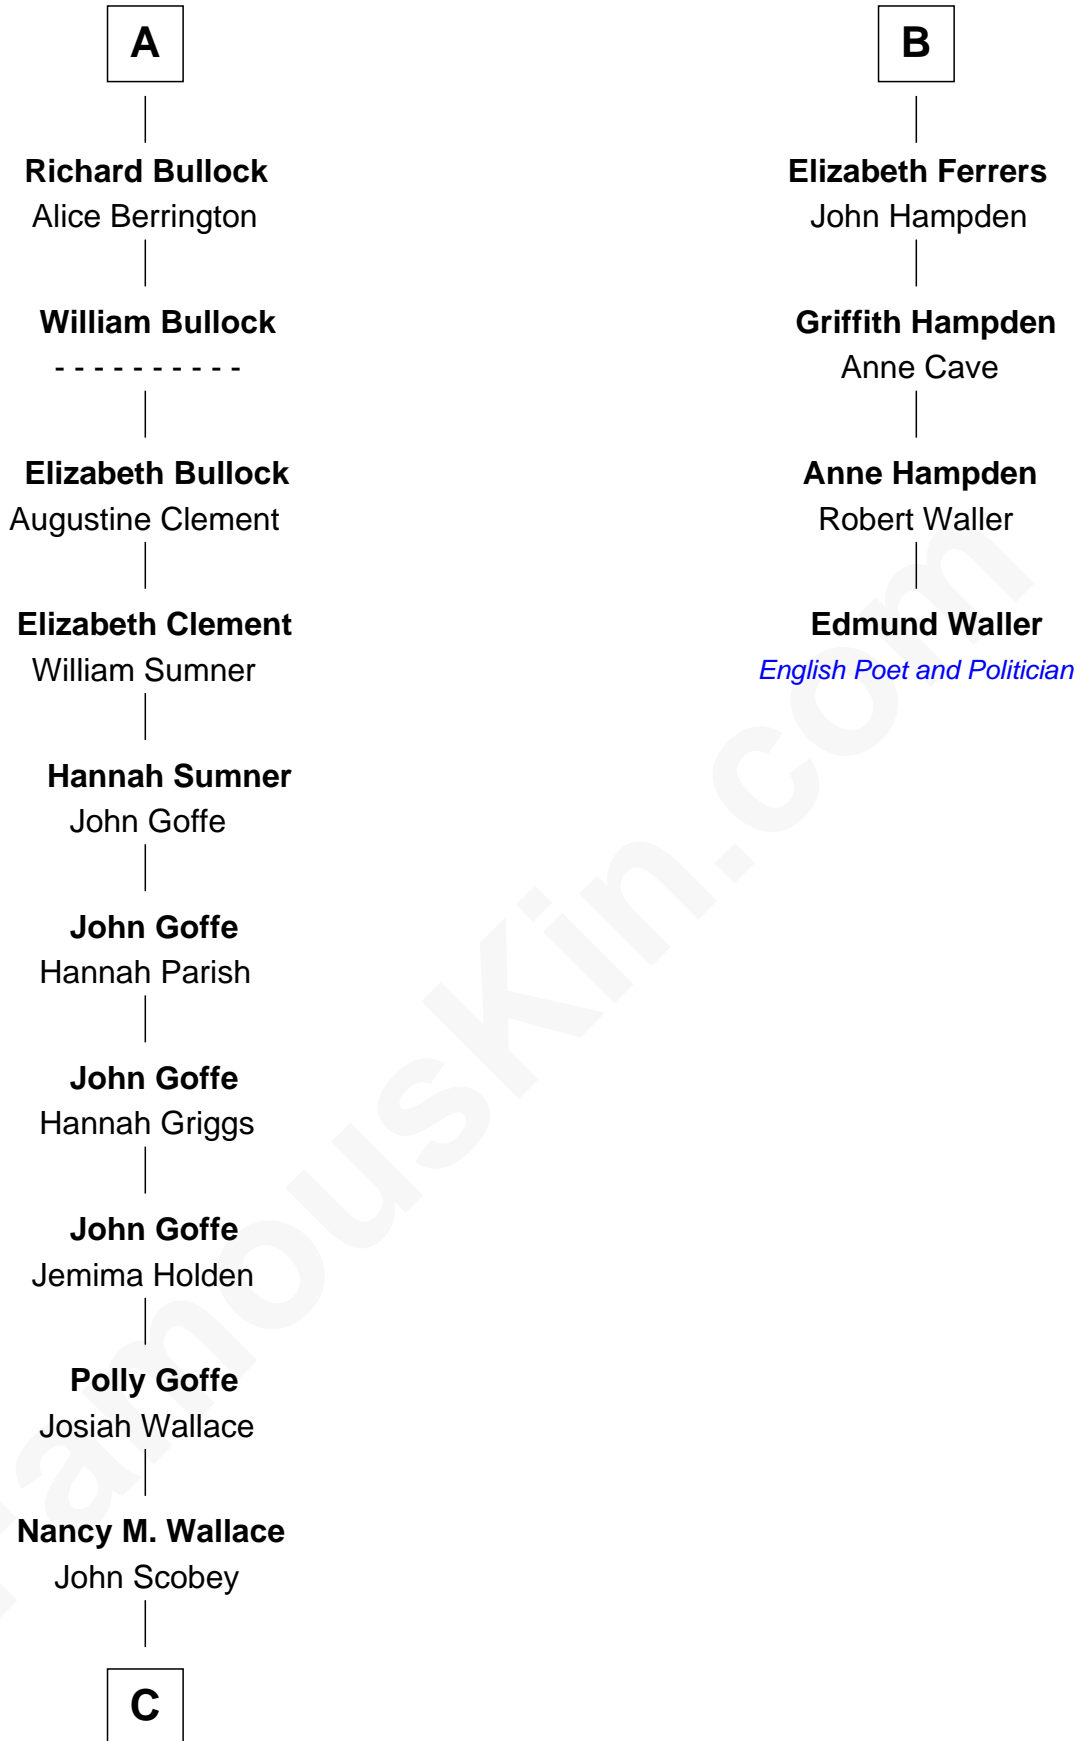 A
Richard Bullock
Alice Berrington
William Bullock
- - - - - - - - - -
Elizabeth Bullock
Augustine Clement
Elizabeth Clement
William Sumner
Hannah Sumner
John Goffe
John Goffe
Hannah Parish
John Goffe
Hannah Griggs
John Goffe
Jemima Holden
Polly Goffe
Josiah Wallace
Nancy M. Wallace
John Scobey
C
B
Elizabeth Ferrers
John Hampden
Griffith Hampden
Anne Cave
Anne Hampden
Robert Waller
Edmund Waller
English Poet and Politician
FamousKin.com